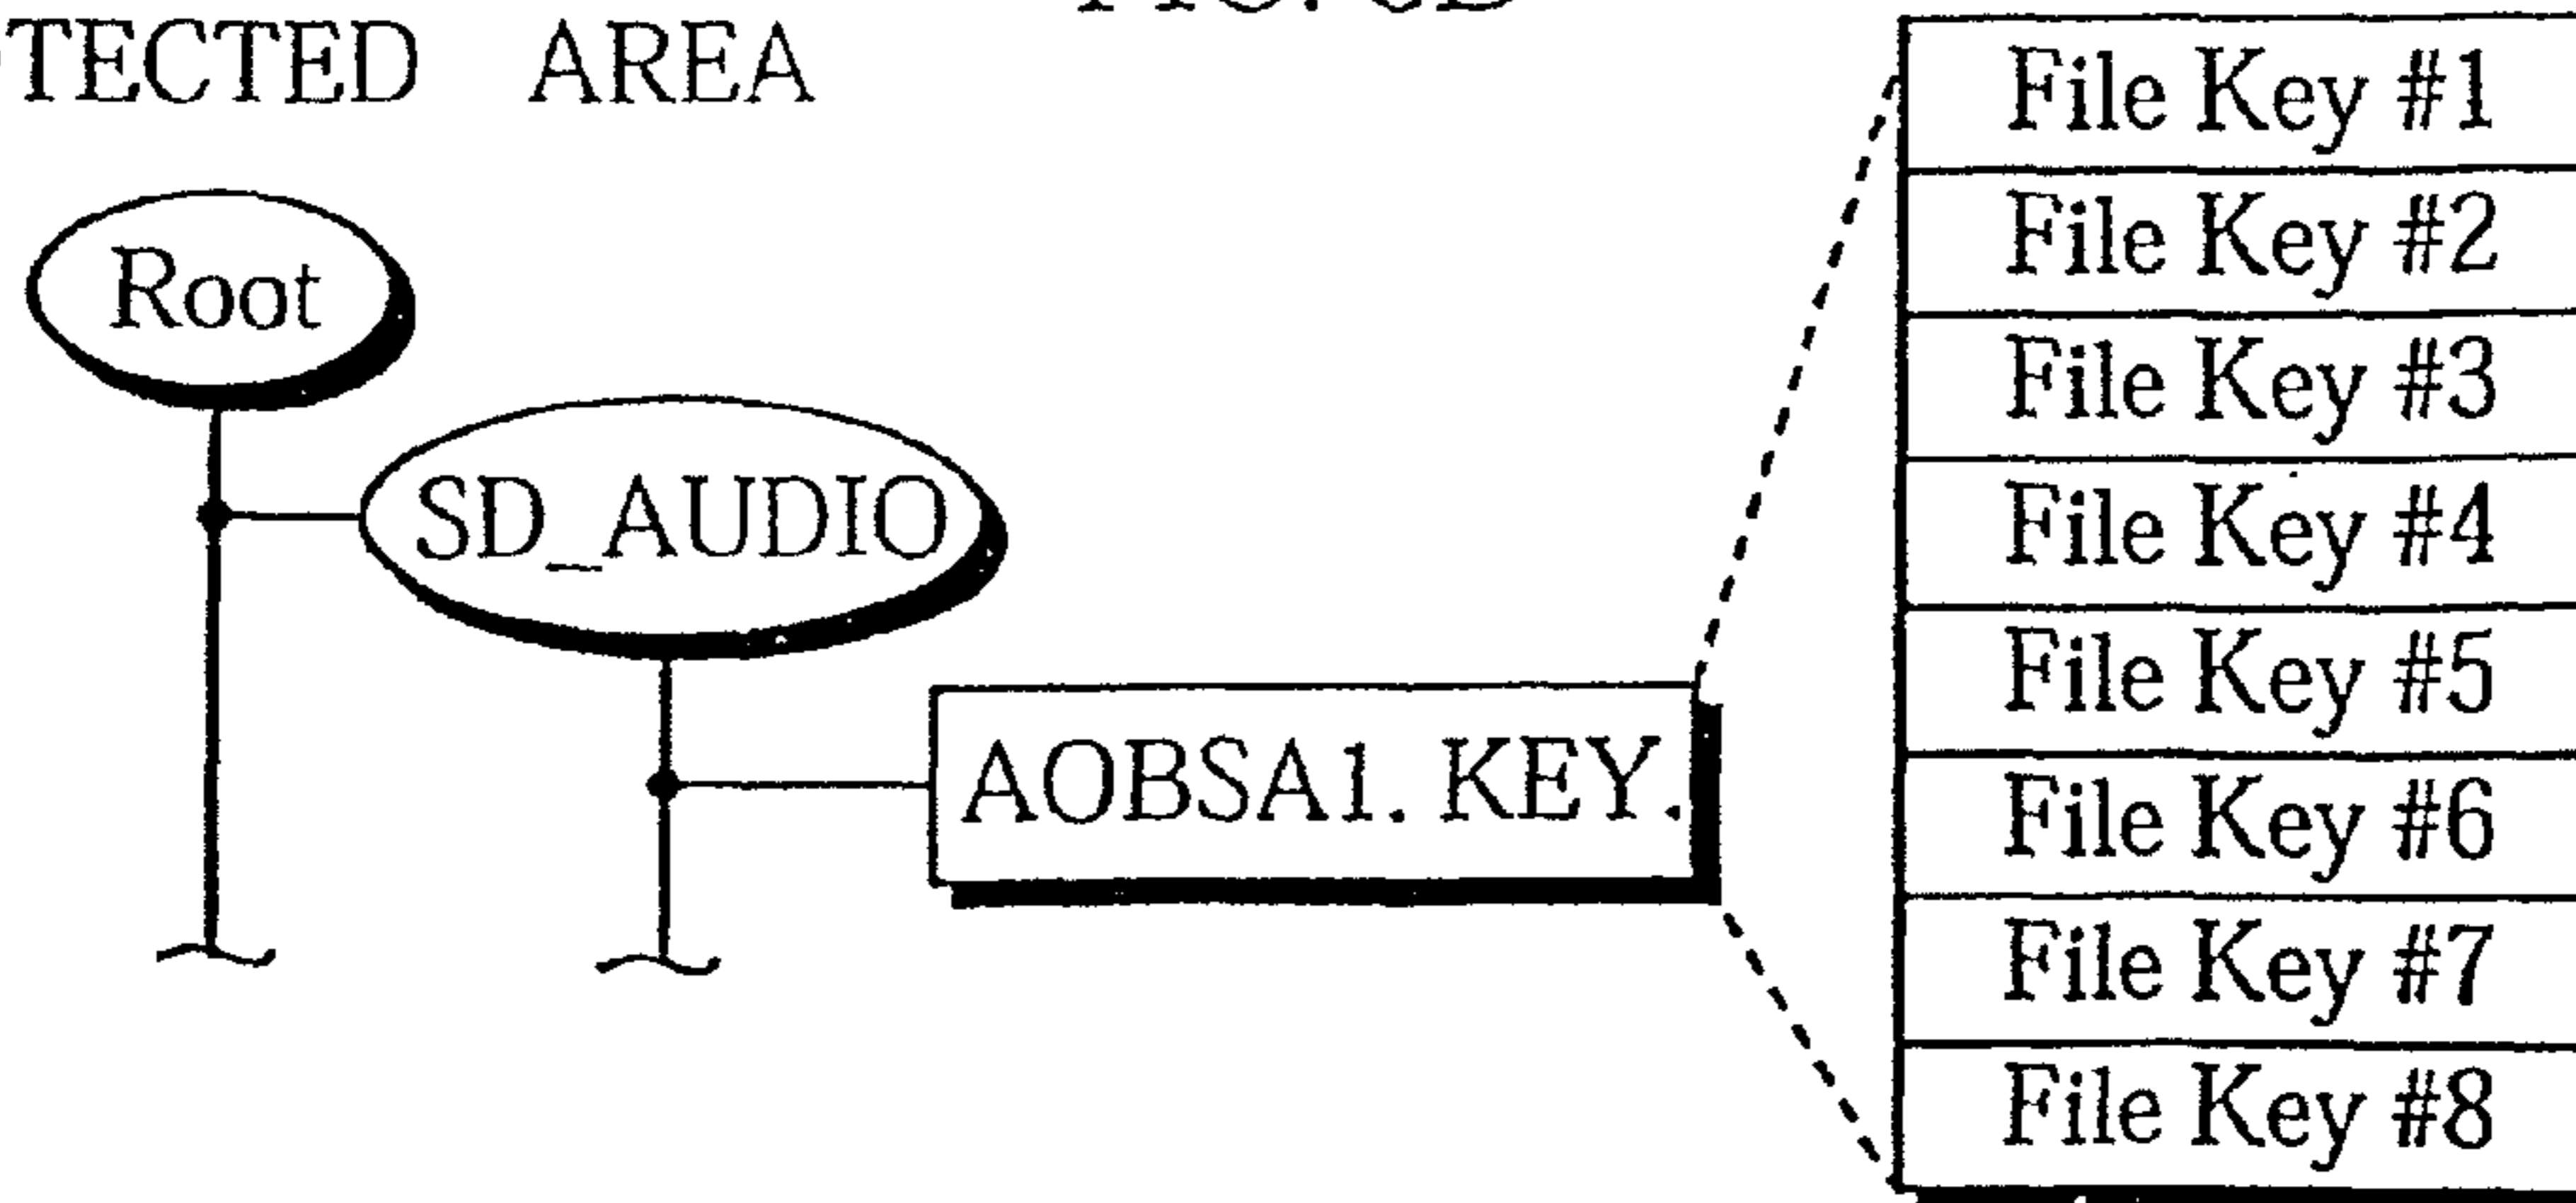 TECTED AREA
Root
SD_AUDIO
AOBSA1. KEY.
File Key #1
File Key #2
File Key #3
File Key #4
File Key #5
File Key #6
File Key #7
File Key #8